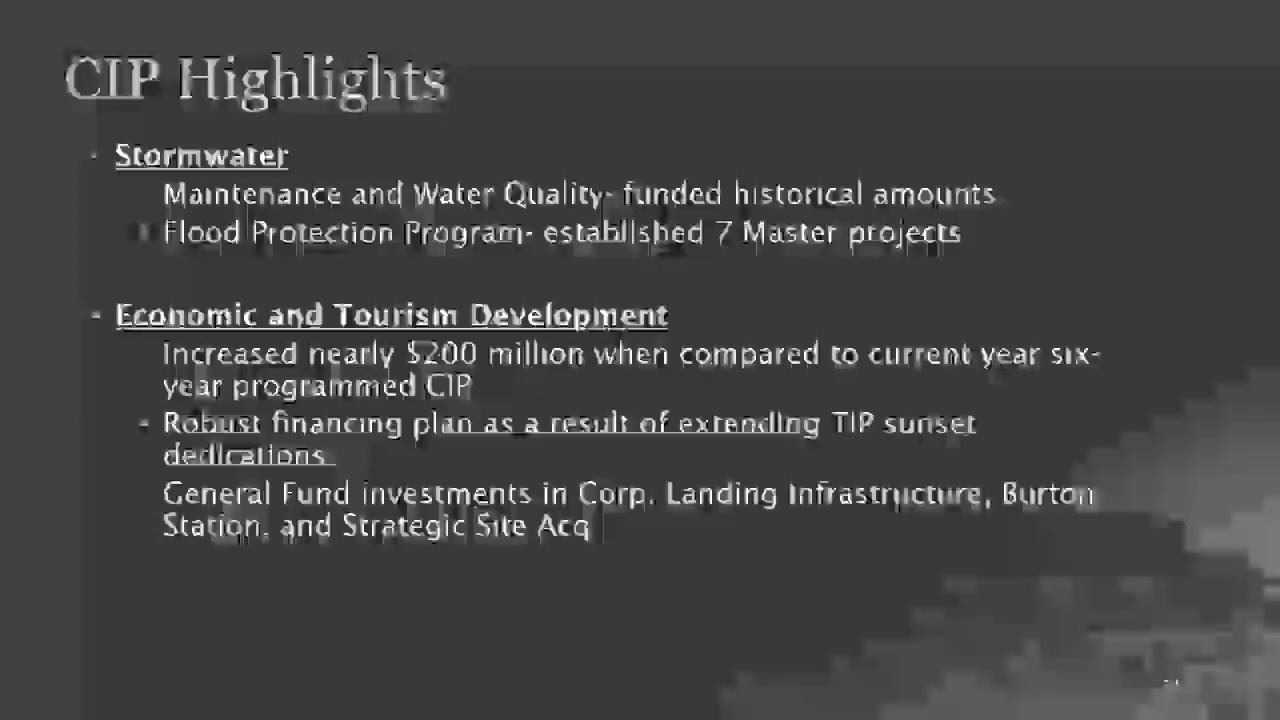 CIP Highlights
- Stormwater
Maintenance and Water Quality- funded historical amounts
Flood Protection Program- established 7 Master projects
- Economic and Tourism Development
Increased nearly $200 million when compared to current year six-
year programmed CIP
- Robust financing plan as a result of extending TIP sunset
dedications
General Fund investments in Corp. Landing Infrastructure, Burton
Station, and Strategic Site Acq